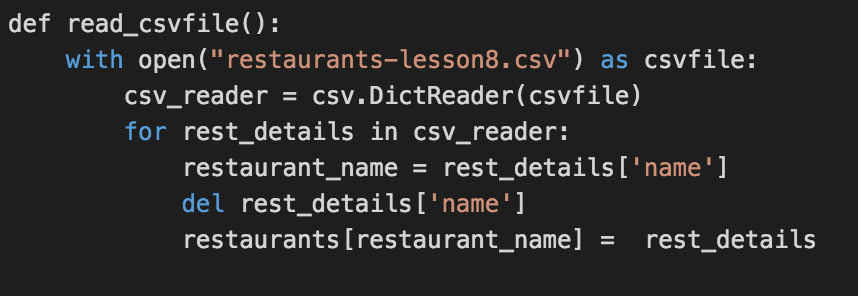 def read_csvfile():
    with open("restaurants-lesson8.csv") as csvfile:
        csv_reader = csv.DictReader(csvfile)
        for rest_details in csv_reader:
            restaurant_name = rest_details['name']
            del rest_details['name']
            restaurants[restaurant_name] =  rest_details